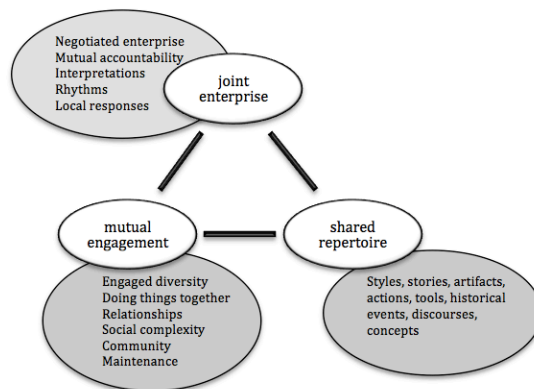 Negotiated enterprise
Mutual accountability
Interpretations
Rhythms
Local responses
joint
enterprise
mutual
engagement
shared
repertoire
Engaged diversity
Doing things together
Relationships
Social complexity
Community
Maintenance
Styles, stories, artifacts,
actions, tools, historical
events, discourses,
concepts